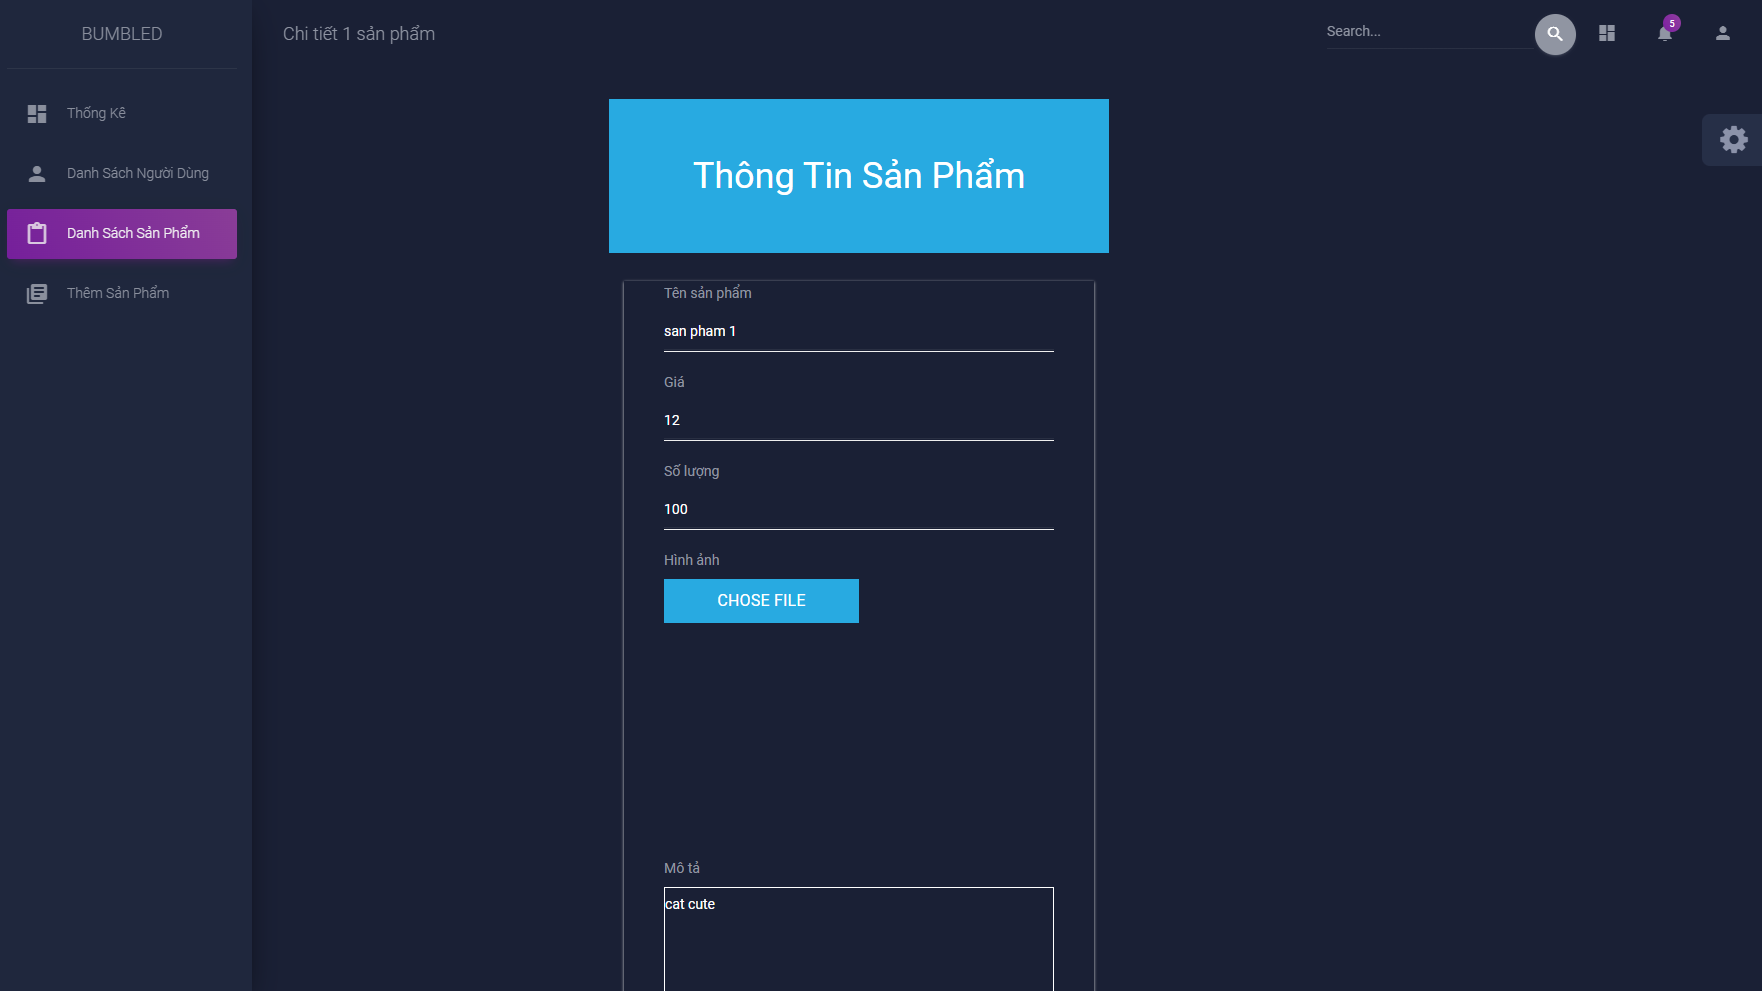 BUMBLED
Thống Kê
Danh Sách Người Dùng
Danh Sách Sản Phẩm
Thêm Sản Phẩm
Chi tiết 1 sản phẩm
Search...
5
Thông Tin Sản Phẩm
Tên sản phẩm
san pham 1
Giá
12
Số lượng
100
Hình ảnh
CHOSE FILE
Mô tả
cat cute